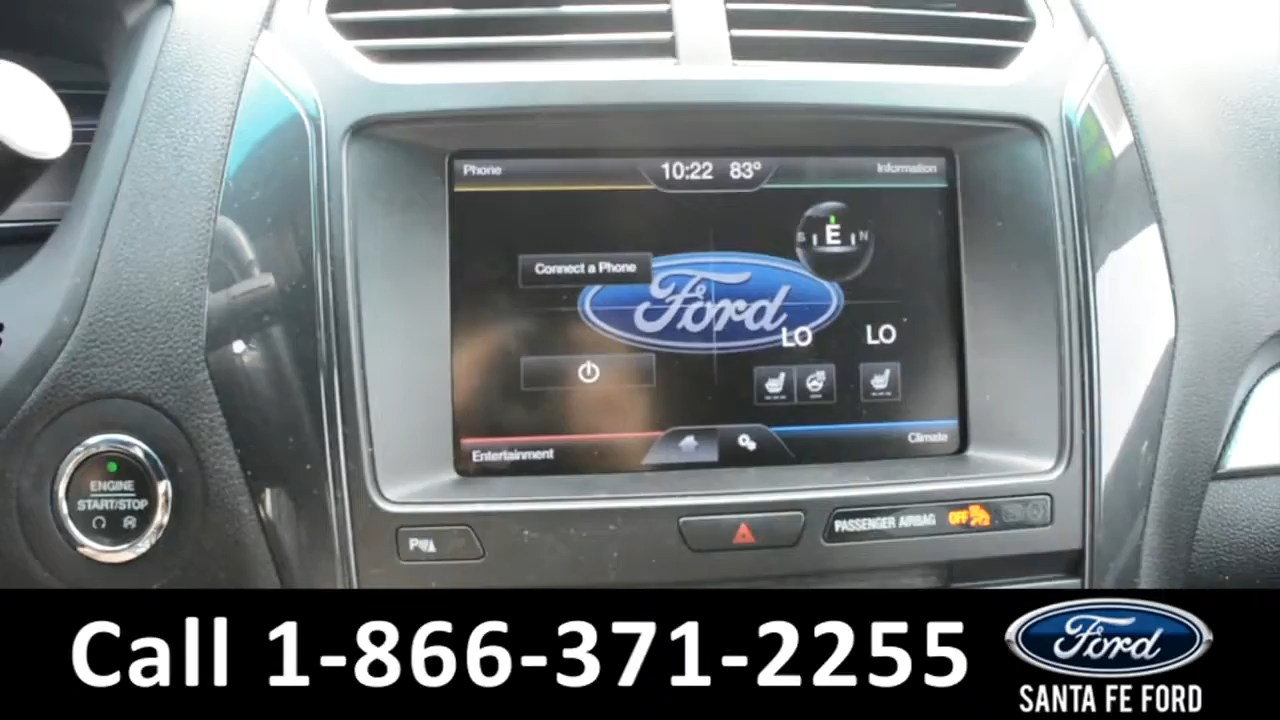 Phone 10:22 83° Information
S E N
Connect a Phone
Ford
LO LO
Entertainment Climate
ENGINE
START/STOP
P
PASSENGER AIRBAG OFF
Call 1-866-371-2255
Ford
SANTA FE FORD